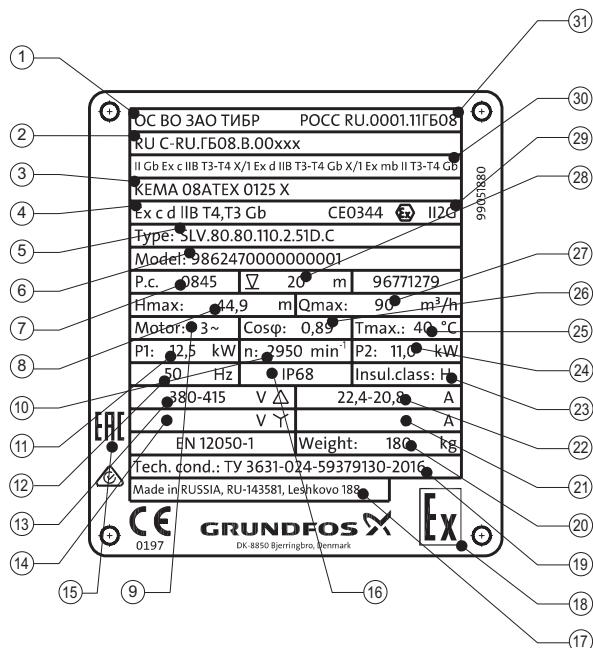 1
31
ОС ВО ЗАО ТИБР РОСС RU.0001.11ГБ08
30
2
RU C-RU.ГБ08.В.00ххх
29
II Gb Ex c IIB T3-T4 X/1 Ex d IIB T3-T4 Gb X/1 Ex mb II T3-T4 Gb
3
KEMA 08ATEX 0125 X
28
4
Ex c d llB T4,T3 Gb CE0344 Ex II2G
99051880
5
Type: SLV.80.80.110.2.51D.C
27
Model: 9862470000000001
6
P.c. 0845 20 m 96771279
26
7
Hmax: 44,9 m Qmax: 90 m³/h
25
8
Motor: 3~ Cosφ: 0,89 Tmax.: 40 °C
24
10
P1: 12,5 kW n: 2950 min⁻¹ P2: 11,0 kW
23
11
50 Hz IP68 Insul.class: H
22
12
380-415 V △ 22,4-20,8 A
EAC
21
13
V Y A
20
14
EN 12050-1 Weight: 180 kg
19
Tech. cond.: ТУ 3631-024-59379130-2016
Made in RUSSIA, RU-143581, Leshkovo 188
CE
0197
GRUNDFOS
Ex
DK-8850 Bjerringbro, Denmark
15
9
16
18
17